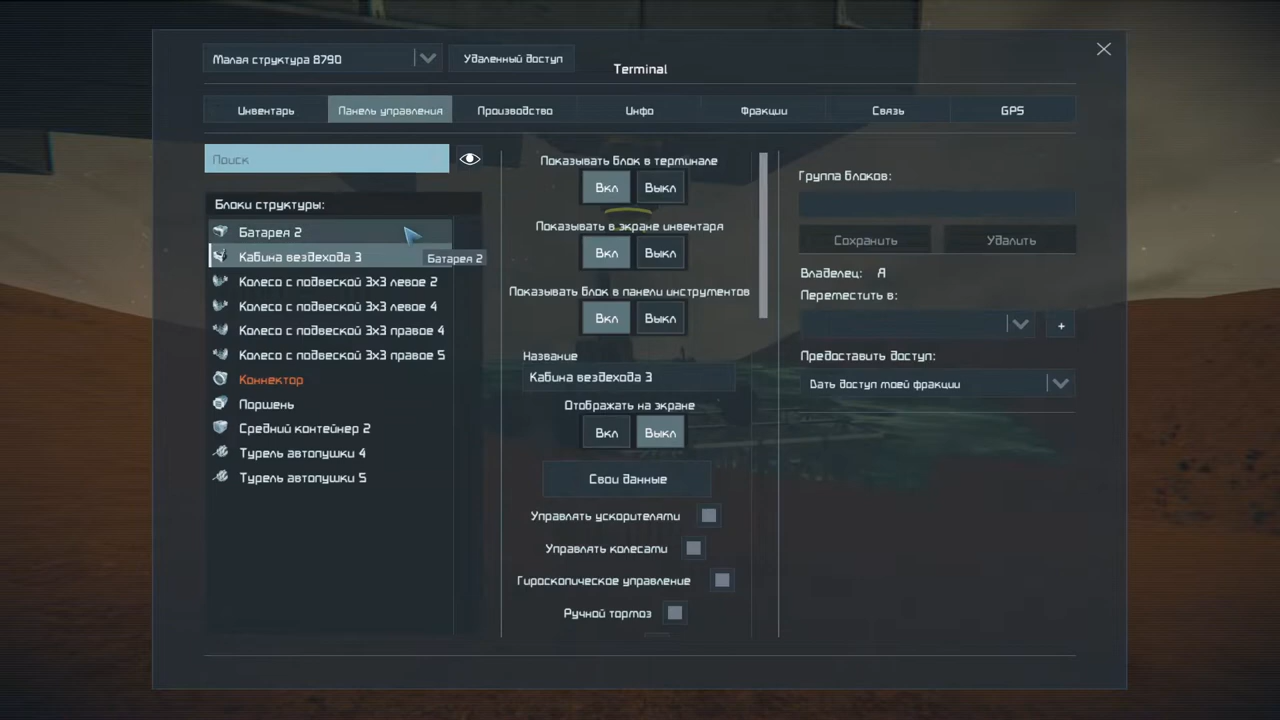 Малая структура 8790
Удаленный доступ
Terminal
Инвентарь
Панель управления
Производство
Инфо
Фракции
Связь
GPS
Поиск
Блоки структуры:
Батарея 2
Кабина вездехода 3
Батарея 2
Колесо с подвеской 3x3 левое 2
Колесо с подвеской 3x3 левое 4
Колесо с подвеской 3x3 правое 4
Колесо с подвеской 3x3 правое 5
Коннектор
Поршень
Средний контейнер 2
Турель автопушки 4
Турель автопушки 5
Показывать блок в терминале
Вкл Выкл
Показывать в экране инвентаря
Вкл Выкл
Показывать блок в панели инструментов
Вкл Выкл
Название
Кабина вездехода 3
Отображать на экране
Вкл Выкл
Свои данные
Управлять ускорителями
Управлять колесами
Гироскопическое управление
Ручной тормоз
Группа блоков:
Сохранить Удалить
Владелец: Я
Переместить в:
+
Предоставить доступ:
Дать доступ моей фракции